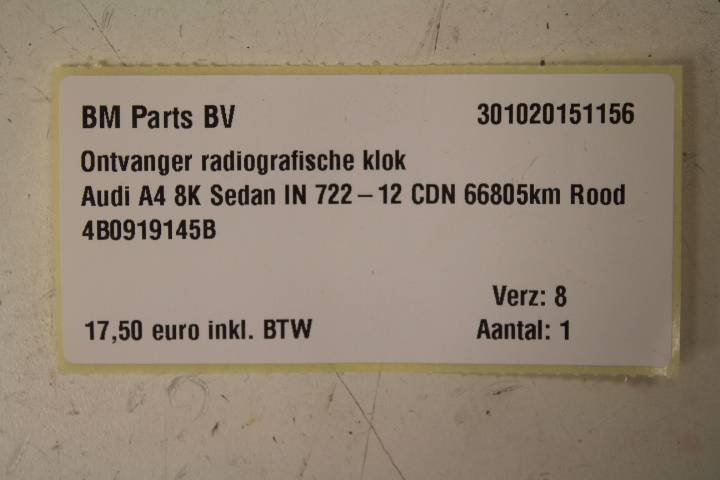 BM Parts BV 301020151156
Ontvanger radiografische klok
Audi A4 8K Sedan IN 722-12 CDN 66805km Rood
4B0919145B
Verz: 8
17,50 euro inkl. BTW Aantal: 1